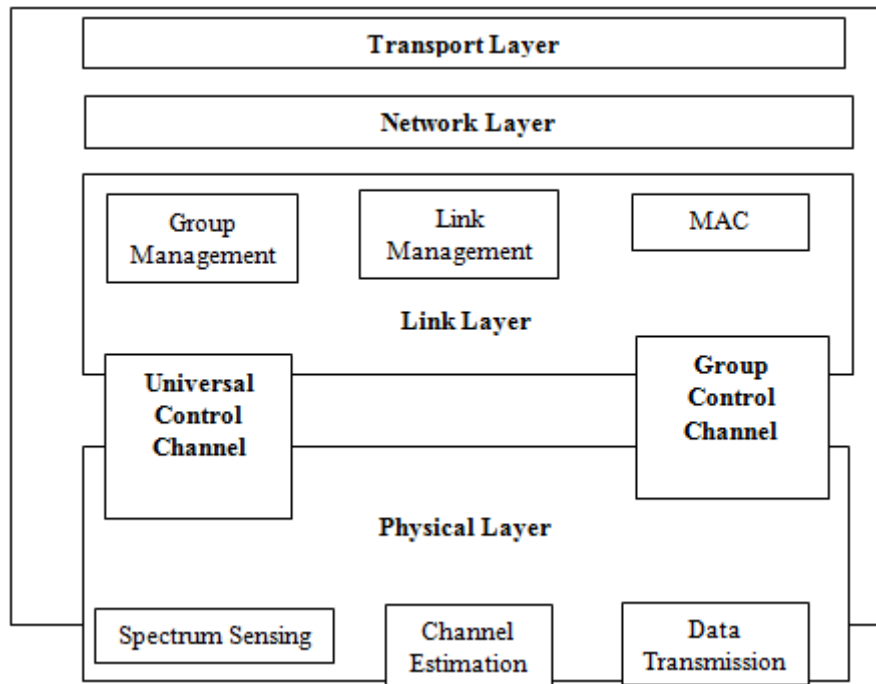 Transport Layer
Network Layer
Group
Management
Link
Management
MAC
Link Layer
Universal
Control
Channel
Group
Control
Channel
Physical Layer
Spectrum Sensing
Channel
Estimation
Data
Transmission